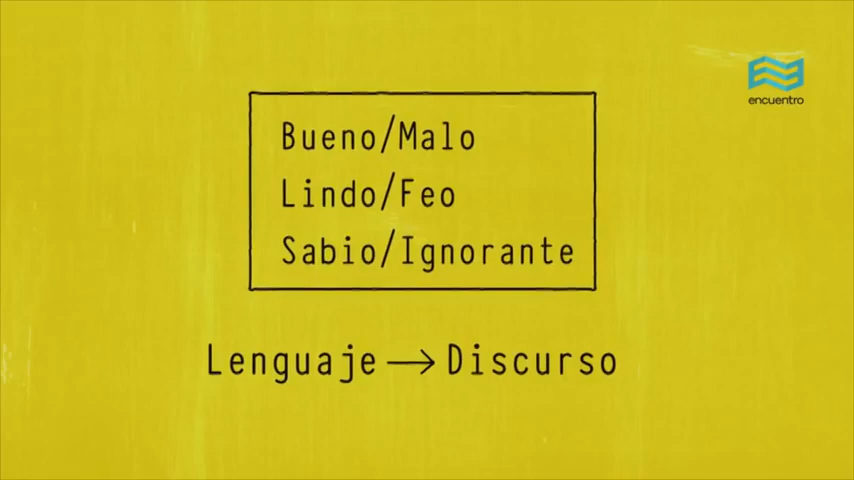 encuentro
Bueno/Malo
Lindo/Feo
Sabio/Ignorante
Lenguaje → Discurso